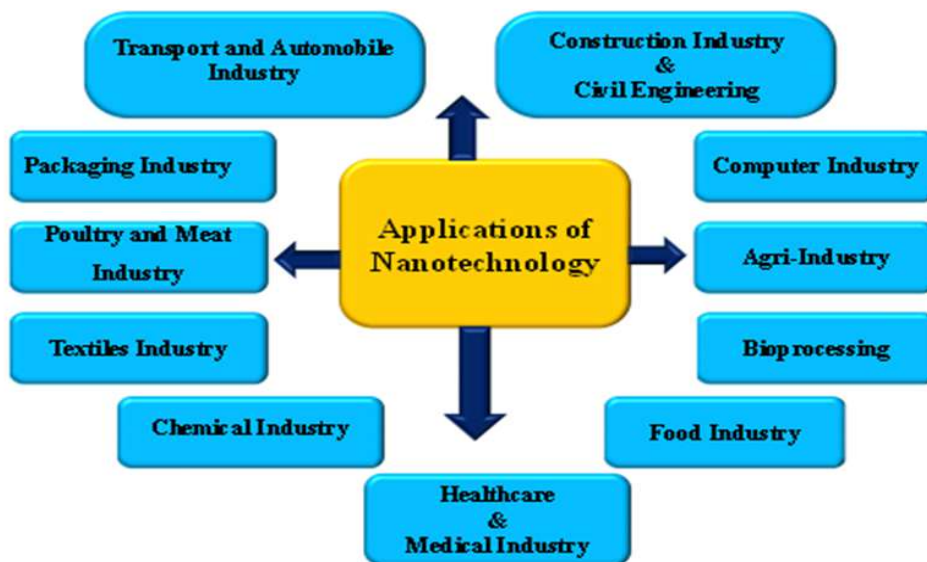 Transport and Automobile
Industry
Construction Industry
&
Civil Engineering
Packaging Industry
Computer Industry
Applications of
Nanotechnology
Poultry and Meat
Industry
Agri-Industry
Textiles Industry
Bioprocessing
Chemical Industry
Food Industry
Healthcare
&
Medical Industry